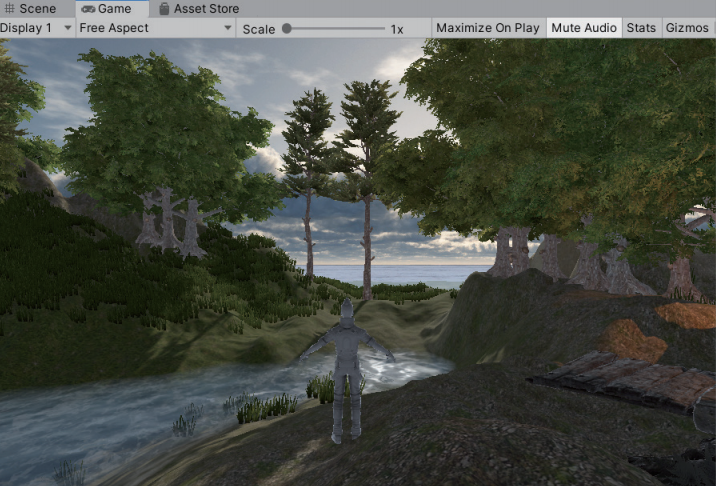 Scene Game Asset Store
Display 1 Free Aspect Scale 1x Maximize On Play Mute Audio Stats Gizmos